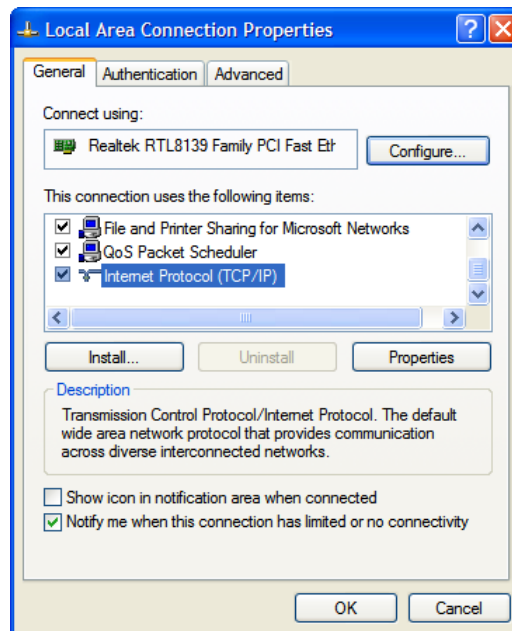 Local Area Connection Properties
General Authentication Advanced
Connect using:
Realtek RTL8139 Family PCI Fast Eth
Configure...
This connection uses the following items:
File and Printer Sharing for Microsoft Networks
QoS Packet Scheduler
Internet Protocol (TCP/IP)
Install... Uninstall Properties
Description
Transmission Control Protocol/Internet Protocol. The default
wide area network protocol that provides communication
across diverse interconnected networks.
Show icon in notification area when connected
Notify me when this connection has limited or no connectivity
OK Cancel